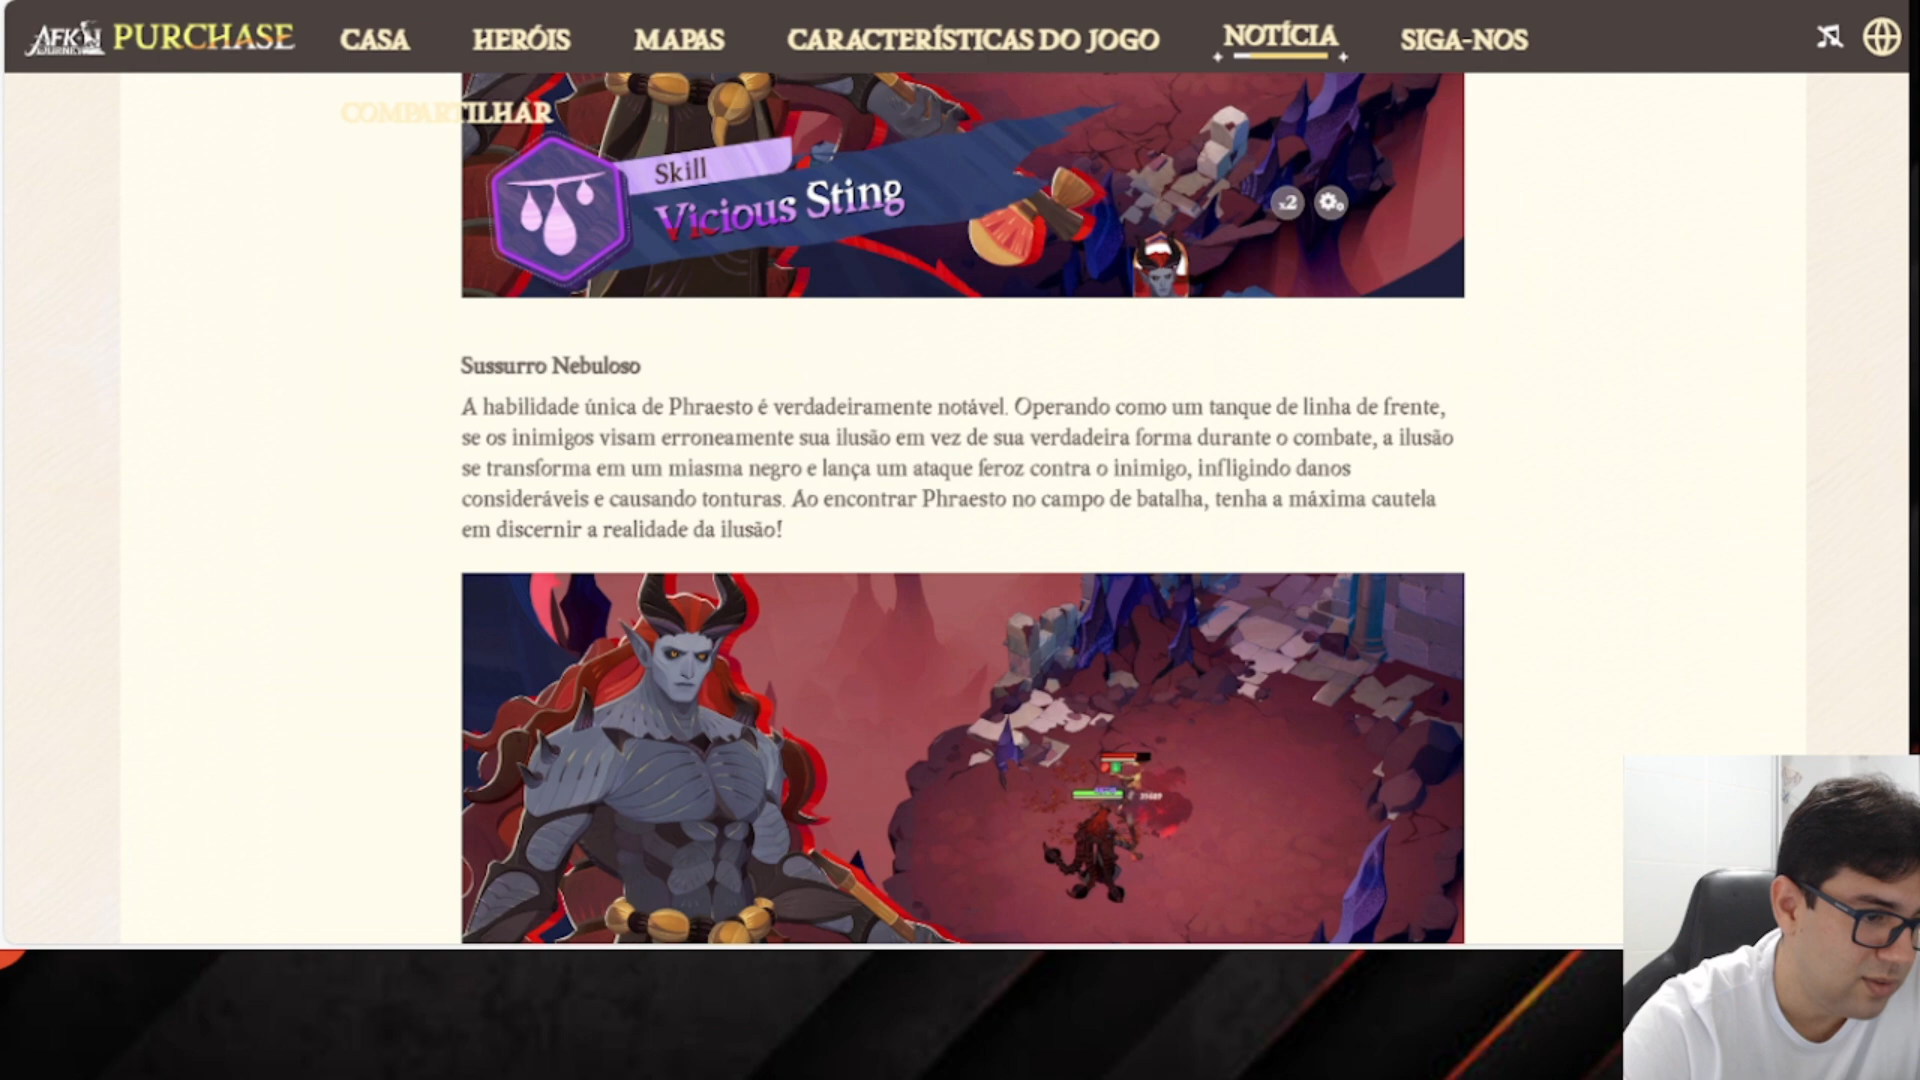 AFK JOURNEY
PURCHASE
CASA
HERÓIS
MAPAS
CARACTERÍSTICAS DO JOGO
NOTÍCIA
SIGA-NOS
COMPARTILHAR
Skill
Vicious Sting
x2
Sussurro Nebuloso
A habilidade única de Phraesto é verdadeiramente notável. Operando como um tanque de linha de frente,
se os inimigos visam erroneamente sua ilusão em vez de sua verdadeira forma durante o combate, a ilusão
se transforma em um miasma negro e lança um ataque feroz contra o inimigo, infligindo danos
consideráveis e causando tonturas. Ao encontrar Phraesto no campo de batalha, tenha a máxima cautela
em discernir a realidade da ilusão!